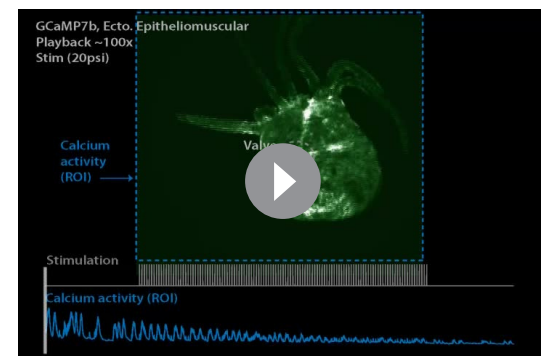 GCaMP7b, Ecto. Epitheliomuscular
Playback ~100x
Stim (20psi)
Calcium
activity
(ROI)
Stimulation
Calcium activity (ROI)